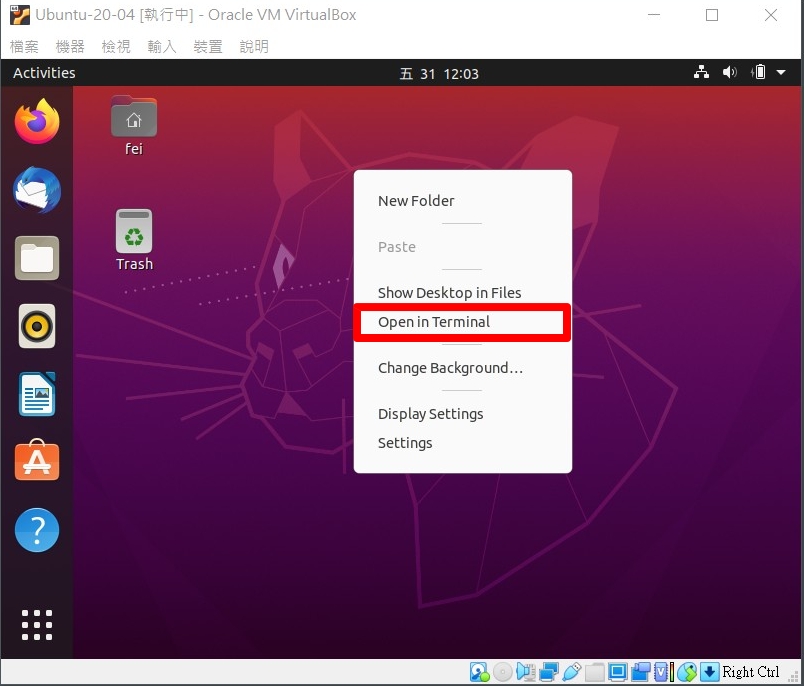 Ubuntu-20-04 [執行中] - Oracle VM VirtualBox
檔案 機器 檢視 輸入 裝置 說明
Activities 五 31 12:03
fei
Trash
New Folder
Paste
Show Desktop in Files
Open in Terminal
Change Background…
Display Settings
Settings
Right Ctrl